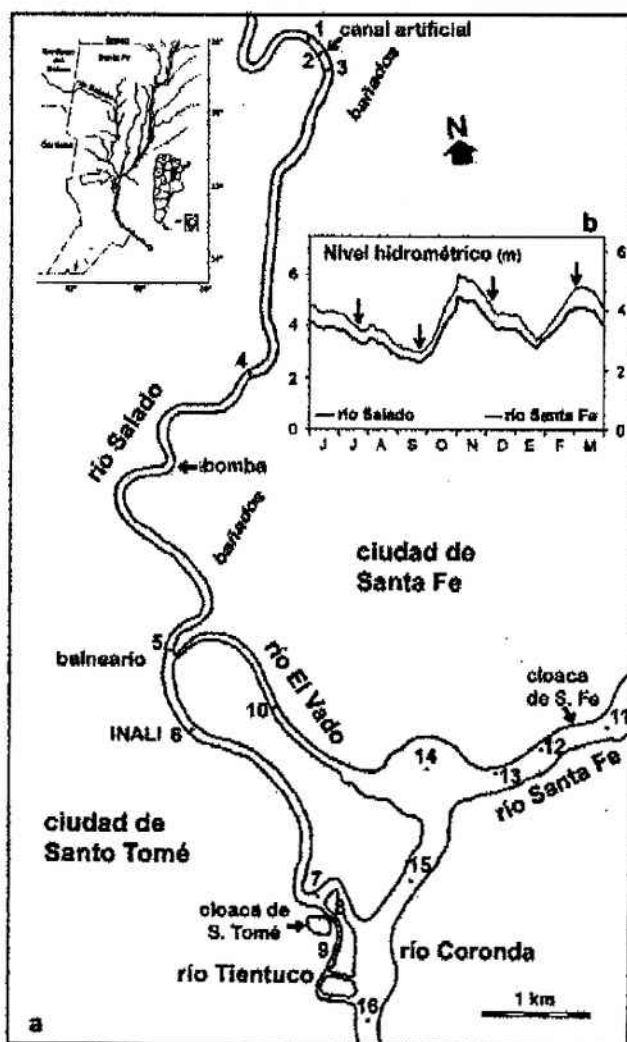 1
canal artificial
2
3
bañados
N
Santa Fe
b
Nivel hidrométrico (m)
6
4
2
0
6
4
2
0
río Salado
río Santa Fe
J J A S O N D E F M
4
río Salado
bomba
bañados
ciudad de
Santa Fe
5
balneario
río El Vado
cloaca
de S. Fe
11
10
INALI 6
14
12
13
río Santa Fe
ciudad de
Santo Tomé
15
7
8
cloaca de
S. Tomé
9
río Coronda
río Tientuco
16
1 km
a